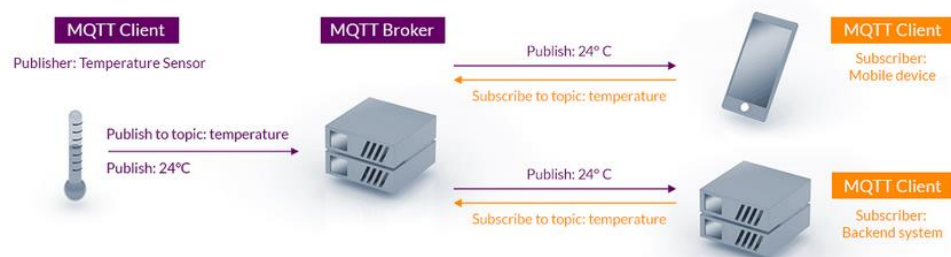 MQTT Client
Publisher: Temperature Sensor
Publish to topic: temperature
Publish: 24°C
MQTT Broker
Publish: 24° C
Subscribe to topic: temperature
MQTT Client
Subscriber:
Mobile device
Publish: 24° C
Subscribe to topic: temperature
MQTT Client
Subscriber:
Backend system